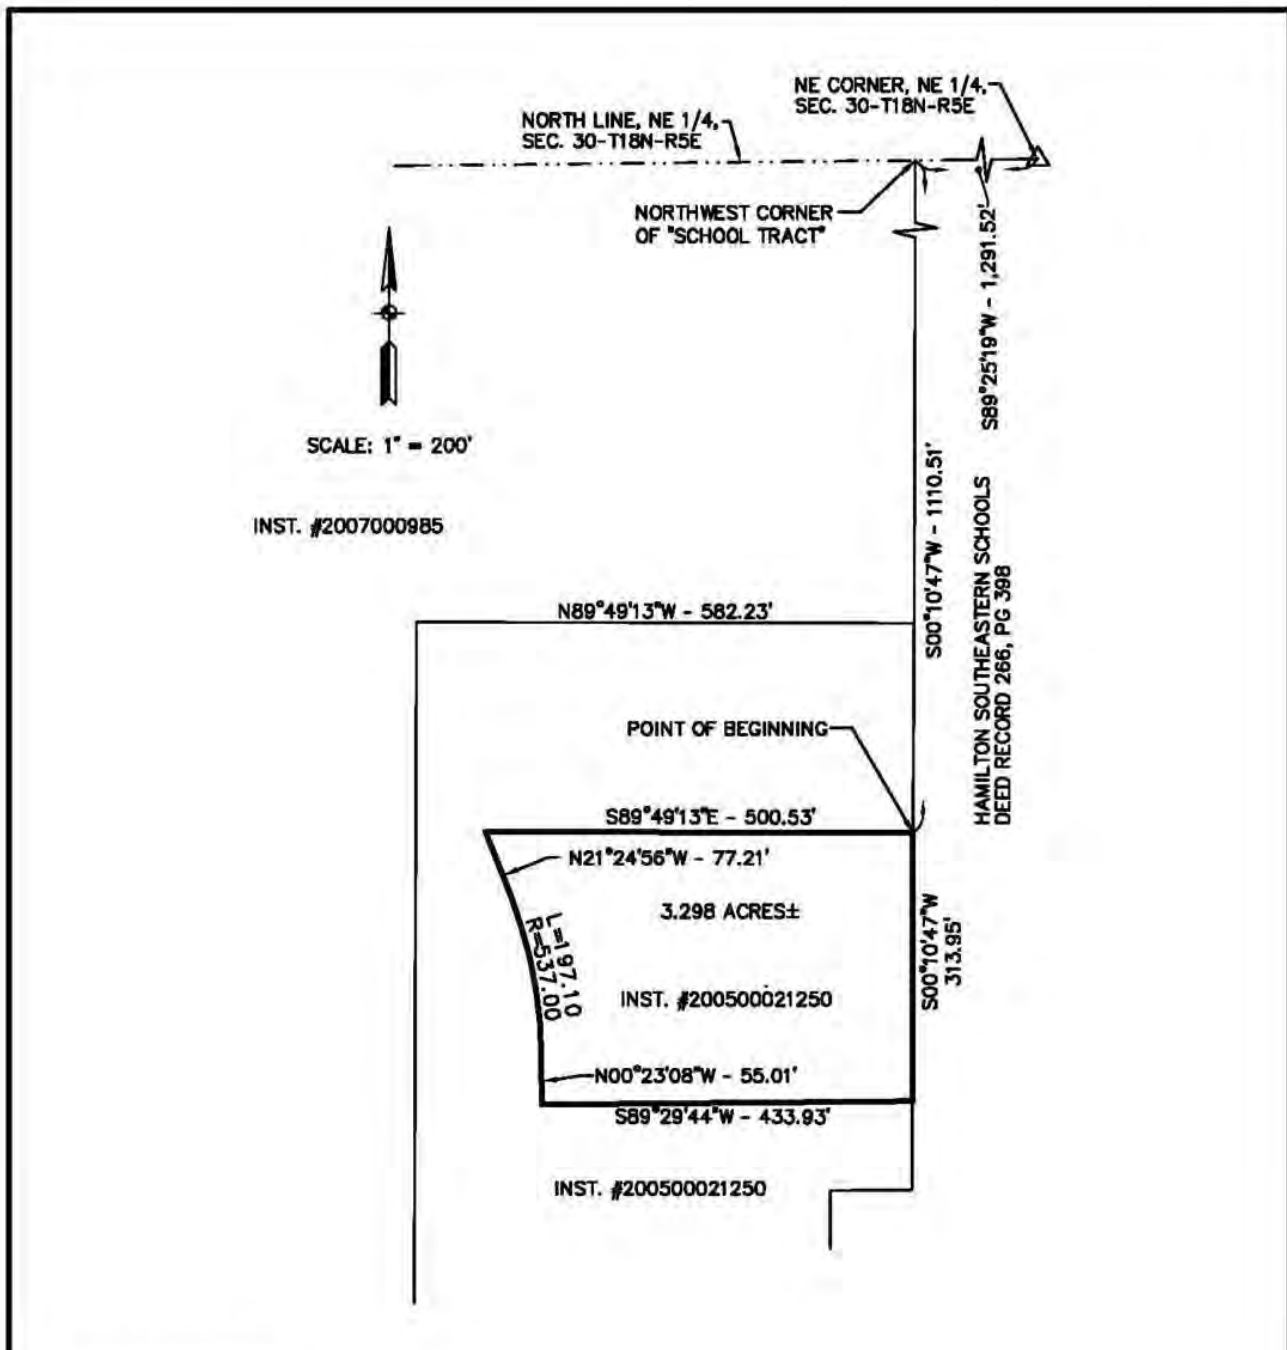 NE CORNER, NE 1/4,
SEC. 30-T18N-R5E
NORTH LINE, NE 1/4,
SEC. 30-T18N-R5E
NORTHWEST CORNER
OF "SCHOOL TRACT"
S89°25'19"W - 1,291.52'
SCALE: 1" = 200'
S00°10'47"W - 1110.51'
INST. #2007000985
HAMILTON SOUTHEASTERN SCHOOLS
DEED RECORD 266, PG 398
N89°49'13"W - 582.23'
POINT OF BEGINNING
S89°49'13"E - 500.53'
N21°24'56"W - 77.21'
3.298 ACRES±
L=197.10
R=537.00
S00°10'47"W
313.95'
INST. #200500021250
N00°23'08"W - 55.01'
S89°29'44"W - 433.93'
INST. #200500021250